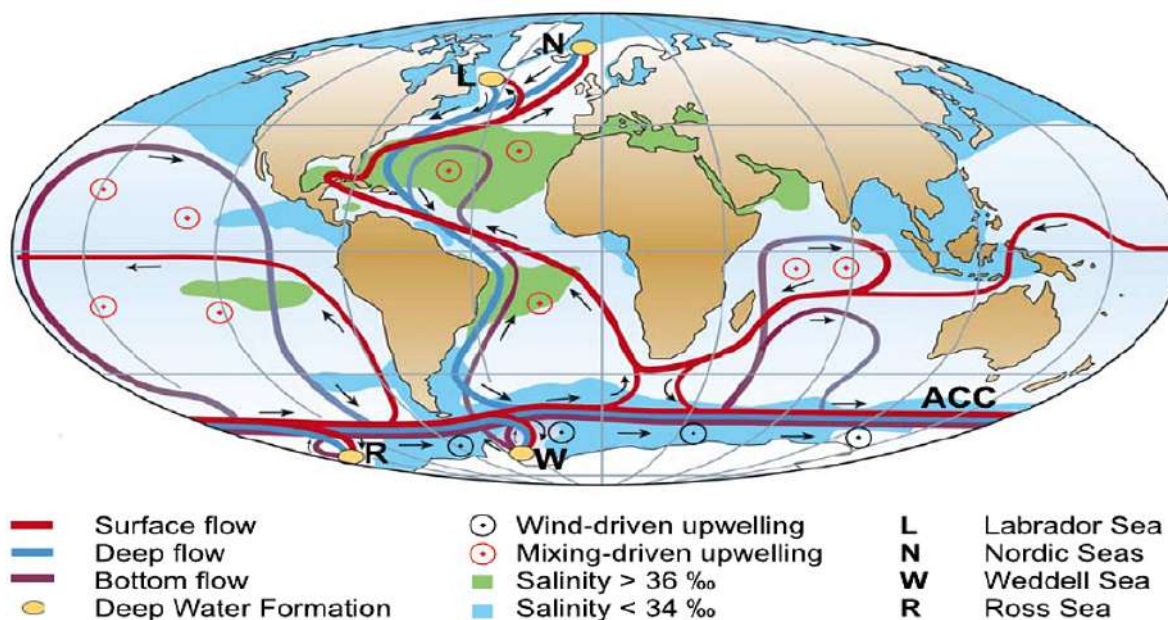 N
L
ACC
R
W
Surface flow
Deep flow
Bottom flow
Deep Water Formation
Wind-driven upwelling
Mixing-driven upwelling
Salinity > 36 ‰
Salinity < 34 ‰
L Labrador Sea
N Nordic Seas
W Weddell Sea
R Ross Sea